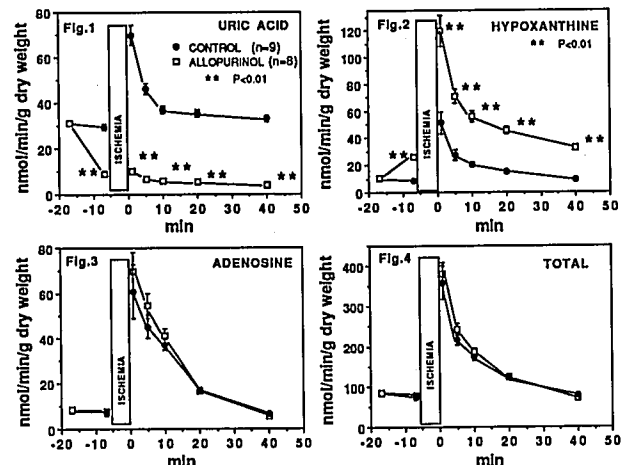 Fig.1 URIC ACID
CONTROL (n=9)
ALLOPURINOL (n=8)
** P<0.01
nmol/min/g dry weight
80
60
40
20
0
**
** ** ** **
ISCHEMIA
-20 -10 0 10 20 30 40 50
min
Fig.2 HYPOXANTHINE
** P<0.01
nmol/min/g dry weight
120
100
80
60
40
20
0
**
**
**
**
**
**
ISCHEMIA
-20 -10 0 10 20 30 40 50
min
Fig.3 ADENOSINE
nmol/min/g dry weight
80
60
40
20
0
ISCHEMIA
-20 -10 0 10 20 30 40 50
min
Fig.4 TOTAL
nmol/min/g dry weight
400
300
200
100
0
ISCHEMIA
-20 -10 0 10 20 30 40 50
min